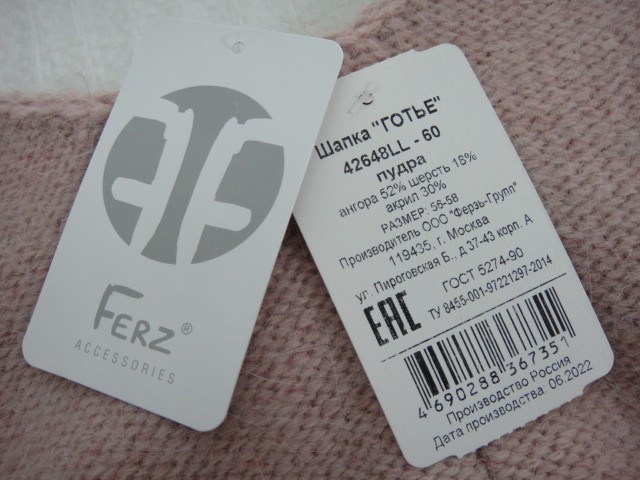 FERZ®
ACCESSORIES
Шапка "ГОТЬЕ"
42648LL - 60
пудра
ангора 52% шерсть 18%
акрил 30%
РАЗМЕР: 56-58
Производитель ООО "Ферзь-Групп"
119435, г. Москва
ул. Пироговская Б., д 37-43 корп. А
ГОСТ 5274-90
ТУ 8455-001-97221297-2014
EAC
4 690288 367351
Производство Россия
Дата производства: 06.2022